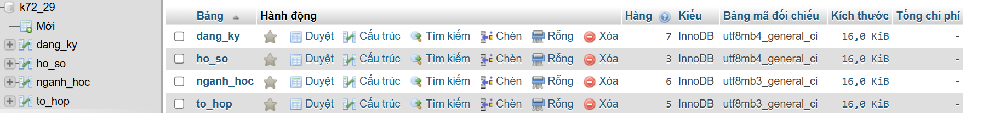 k72_29
Mới
dang_ky
ho_so
nganh_hoc
to_hop
Bảng Hành động Hàng Kiểu Bảng mã đối chiếu Kích thước Tổng chi phí
dang_ky Duyệt Cấu trúc Tìm kiếm Chèn Rỗng Xóa 7 InnoDB utf8mb4_general_ci 16,0 KiB -
ho_so Duyệt Cấu trúc Tìm kiếm Chèn Rỗng Xóa 3 InnoDB utf8mb4_general_ci 16,0 KiB -
nganh_hoc Duyệt Cấu trúc Tìm kiếm Chèn Rỗng Xóa 6 InnoDB utf8mb3_general_ci 16,0 KiB -
to_hop Duyệt Cấu trúc Tìm kiếm Chèn Rỗng Xóa 5 InnoDB utf8mb3_general_ci 16,0 KiB -